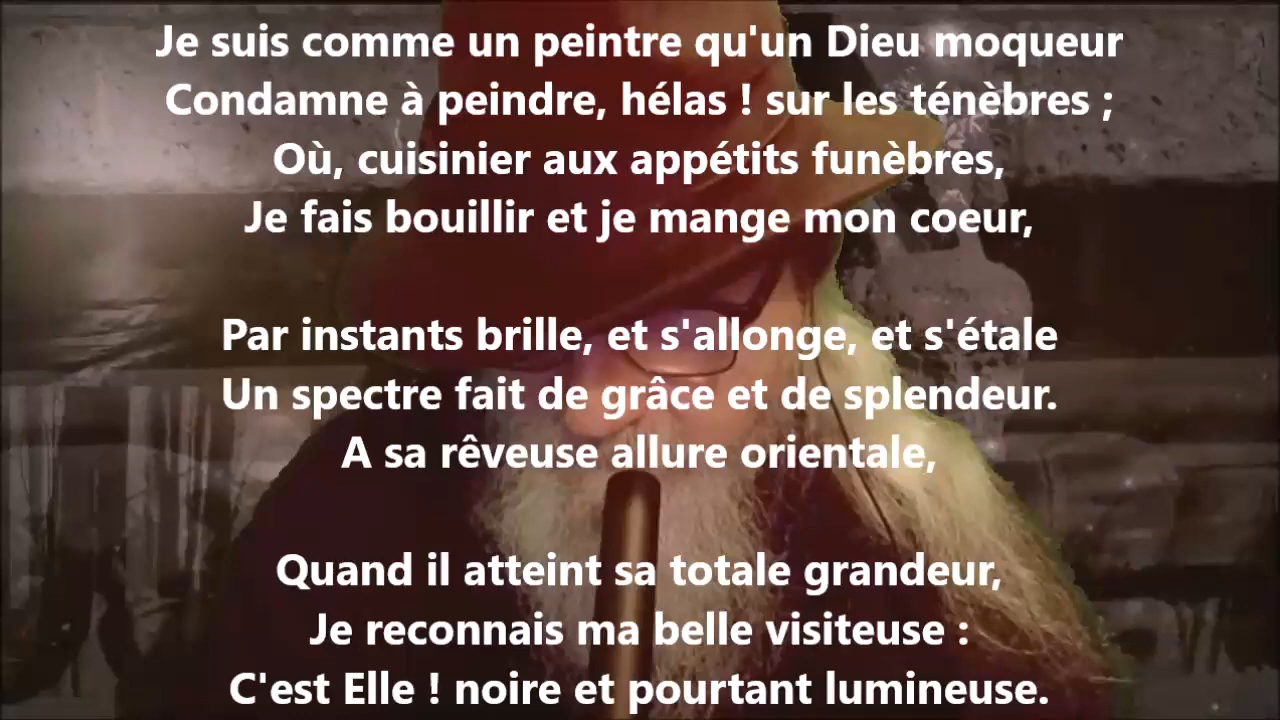 Je suis comme un peintre qu'un Dieu moqueur
Condamne à peindre, hélas ! sur les ténèbres ;
Où, cuisinier aux appétits funèbres,
Je fais bouillir et je mange mon coeur,
Par instants brille, et s'allonge, et s'étale
Un spectre fait de grâce et de splendeur.
A sa rêveuse allure orientale,
Quand il atteint sa totale grandeur,
Je reconnais ma belle visiteuse :
C'est Elle ! noire et pourtant lumineuse.